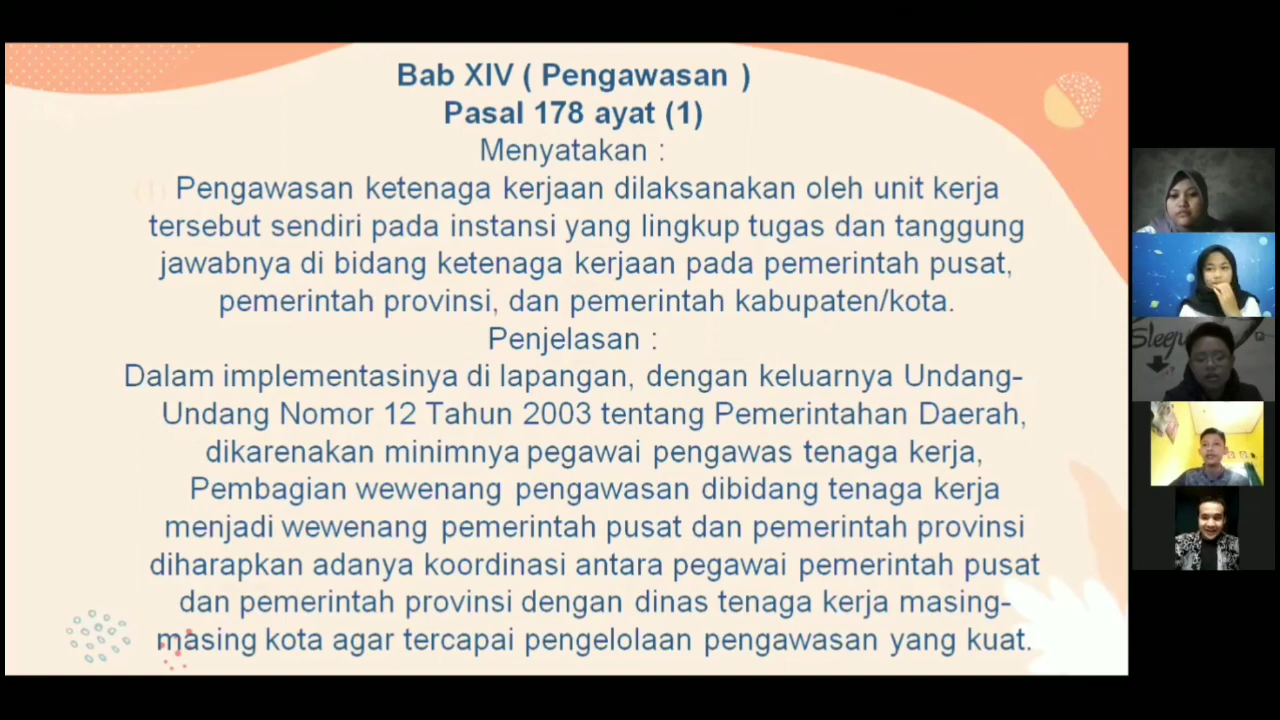 Bab XIV ( Pengawasan )
Pasal 178 ayat (1)
Menyatakan :
Pengawasan ketenaga kerjaan dilaksanakan oleh unit kerja
tersebut sendiri pada instansi yang lingkup tugas dan tanggung
jawabnya di bidang ketenaga kerjaan pada pemerintah pusat,
pemerintah provinsi, dan pemerintah kabupaten/kota.
Penjelasan :
Dalam implementasinya di lapangan, dengan keluarnya Undang-
Undang Nomor 12 Tahun 2003 tentang Pemerintahan Daerah,
dikarenakan minimnya pegawai pengawas tenaga kerja,
Pembagian wewenang pengawasan dibidang tenaga kerja
menjadi wewenang pemerintah pusat dan pemerintah provinsi
diharapkan adanya koordinasi antara pegawai pemerintah pusat
dan pemerintah provinsi dengan dinas tenaga kerja masing-
masing kota agar tercapai pengelolaan pengawasan yang kuat.